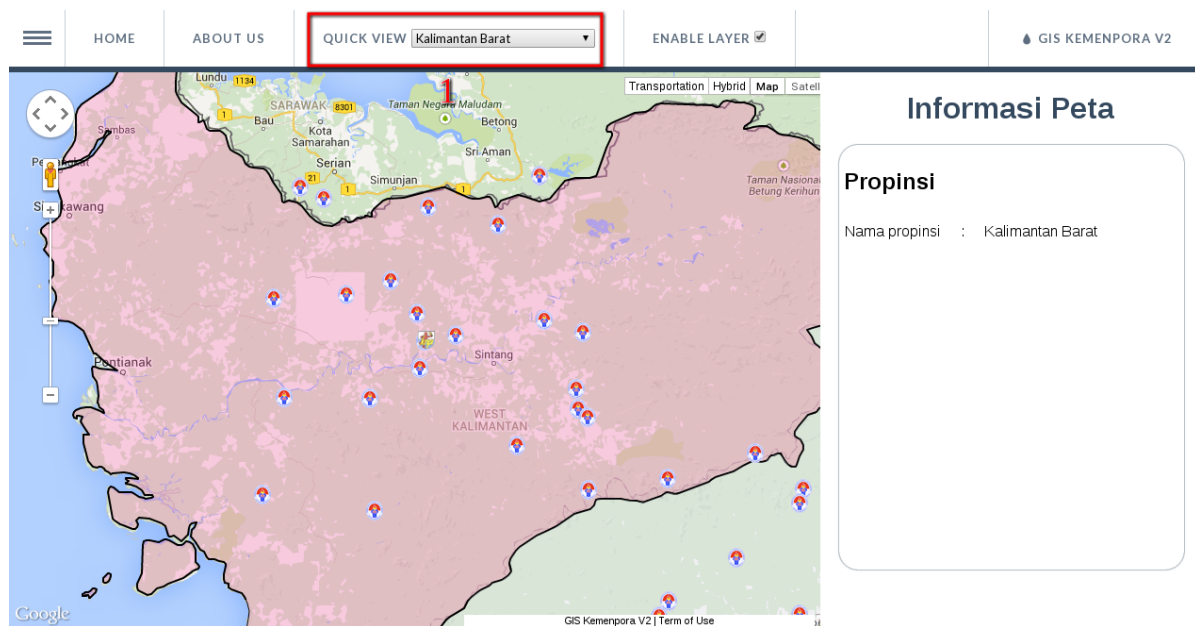 HOME
ABOUT US
QUICK VIEW Kalimantan Barat
ENABLE LAYER
GIS KEMENPORA V2
1
Transportation Hybrid Map Satell
Lundu 1134
SARAWAK 8301
Taman Negara Maludam
1
Bau
Kota
Samarahan
Betong
Sambas
Serian
Sri Aman
21
1
Simunjan
1
Taman Nasional
Betung Kerihun
Pontianak
Sintang
WEST
KALIMANTAN
Google
GIS Kemenpora V2 | Term of Use
Informasi Peta
Propinsi
Nama propinsi : Kalimantan Barat